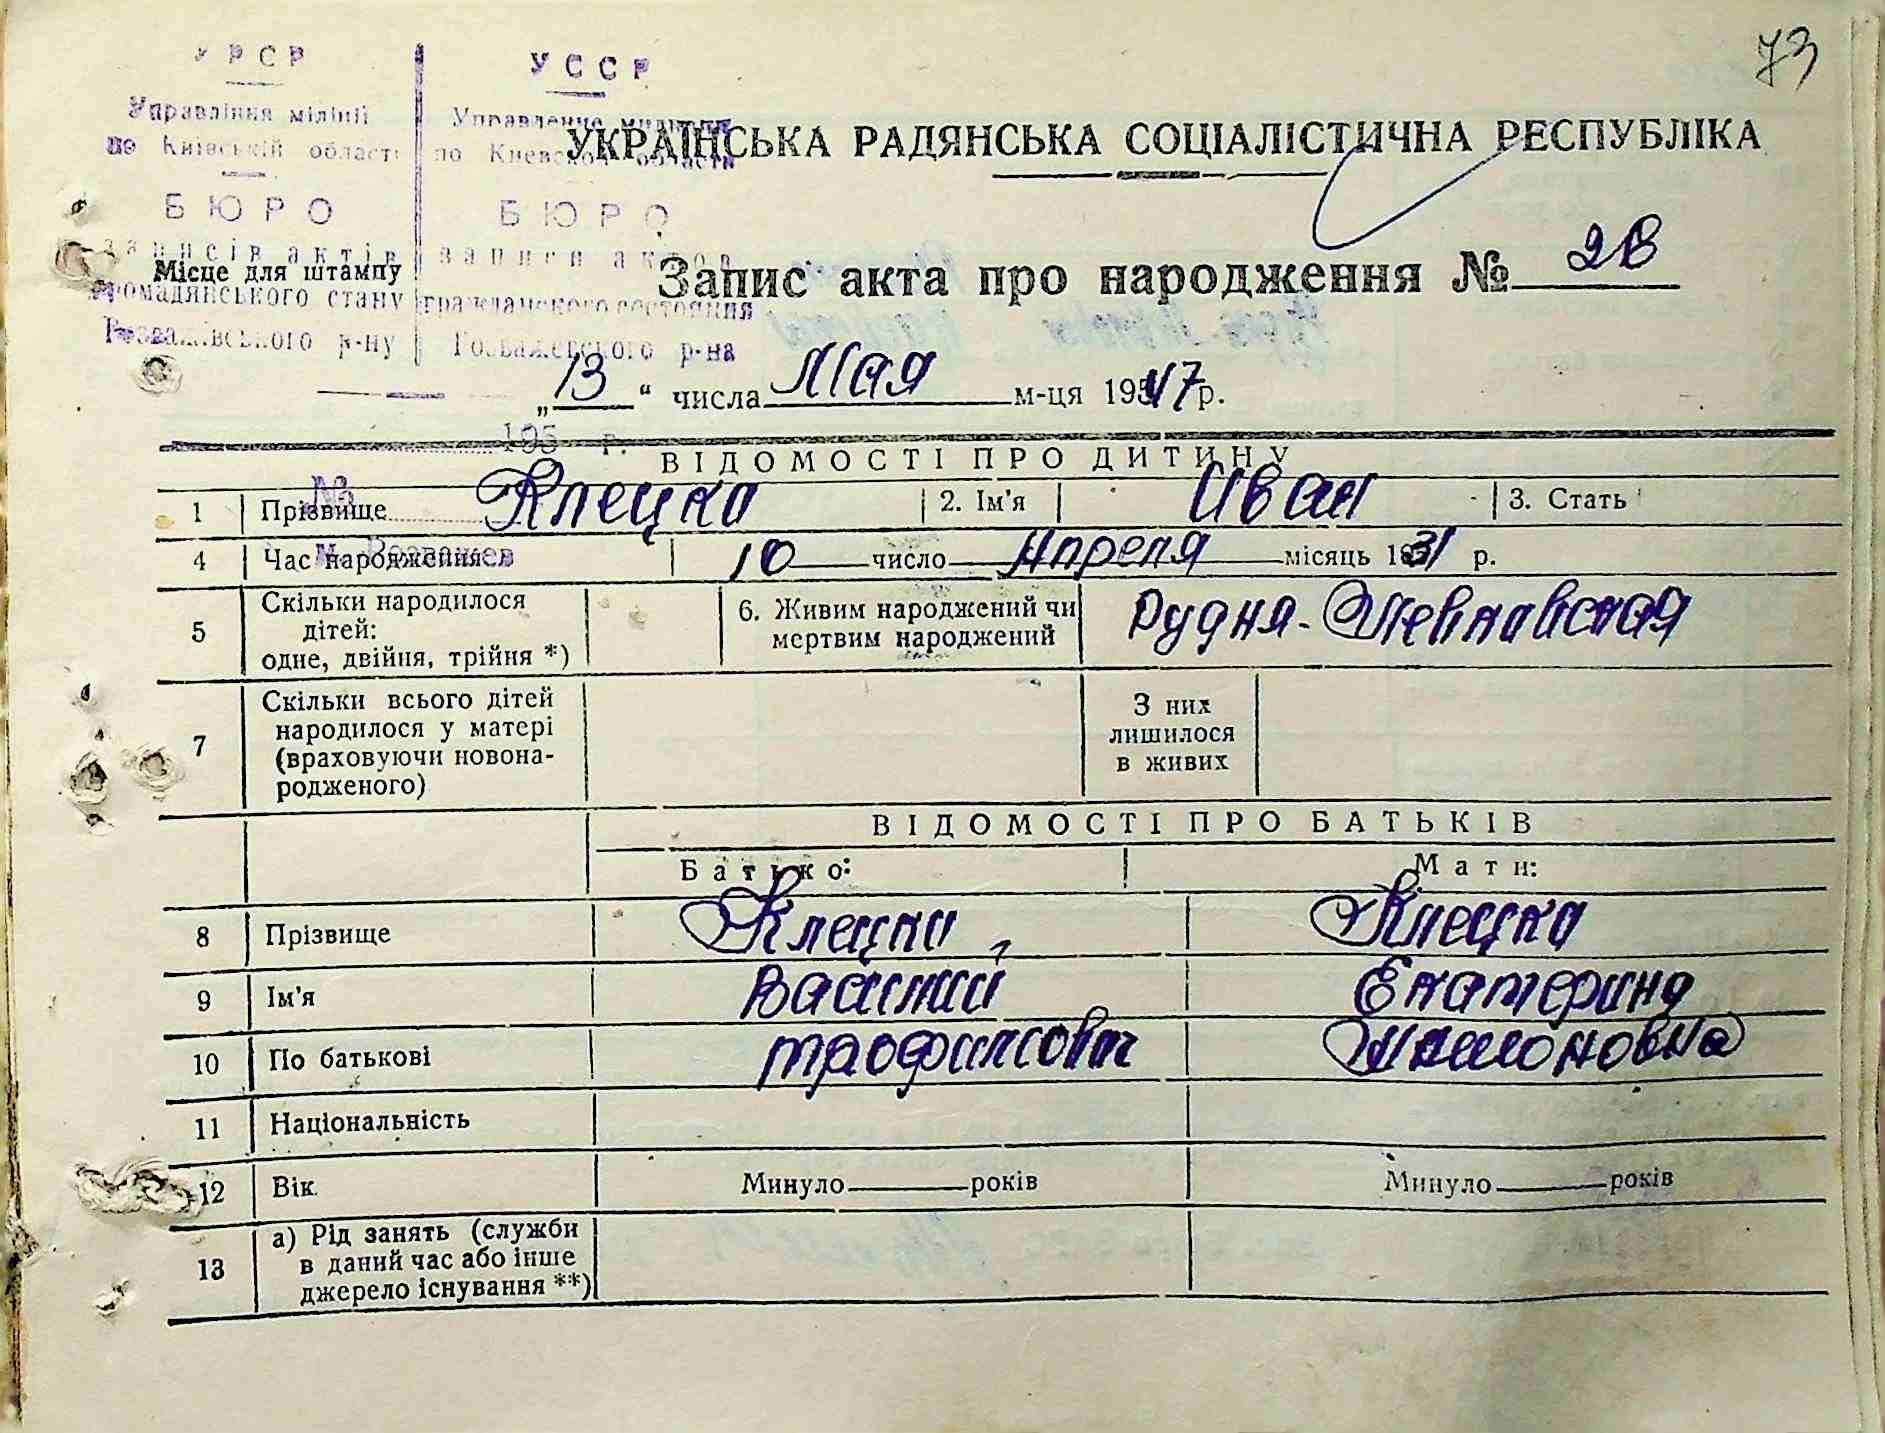 73
УРСР УССР
Управління міліції Управление милиции
по Київській області по Киевской области
УКРАЇНСЬКА РАДЯНСЬКА СОЦІАЛІСТИЧНА РЕСПУБЛІКА
БЮРО БЮРО
записів актів записи актов
Місце для штампу
громадянського стану гражданского состояния
Запис акта про народження № 28
Розважівського р-ну Розважевского р-на
„13“ числа Мая м-ця 1947 р.
195 г.
ВІДОМОСТІ ПРО ДИТИНУ
№
1 Прізвище Клецка 2. Ім'я Иван 3. Стать
4 Час народження 10 число Апреля місяць 1931 р.
5 Скільки народилося дітей: одне, двійня, трійня *) 6. Живим народжений чи мертвим народжений Рудня-
7 Скільки всього дітей народилося у матері (враховуючи новонародженого) З них лишилося в живих
ВІДОМОСТІ ПРО БАТЬКІВ
Батько: Мати:
8 Прізвище Клецка Клецка
9 Ім'я Василий Екатерина
10 По батькові Трофимович
11 Національність
12 Вік Минуло років Минуло років
13 а) Рід занять (служби
в даний час або інше
джерело існування **)